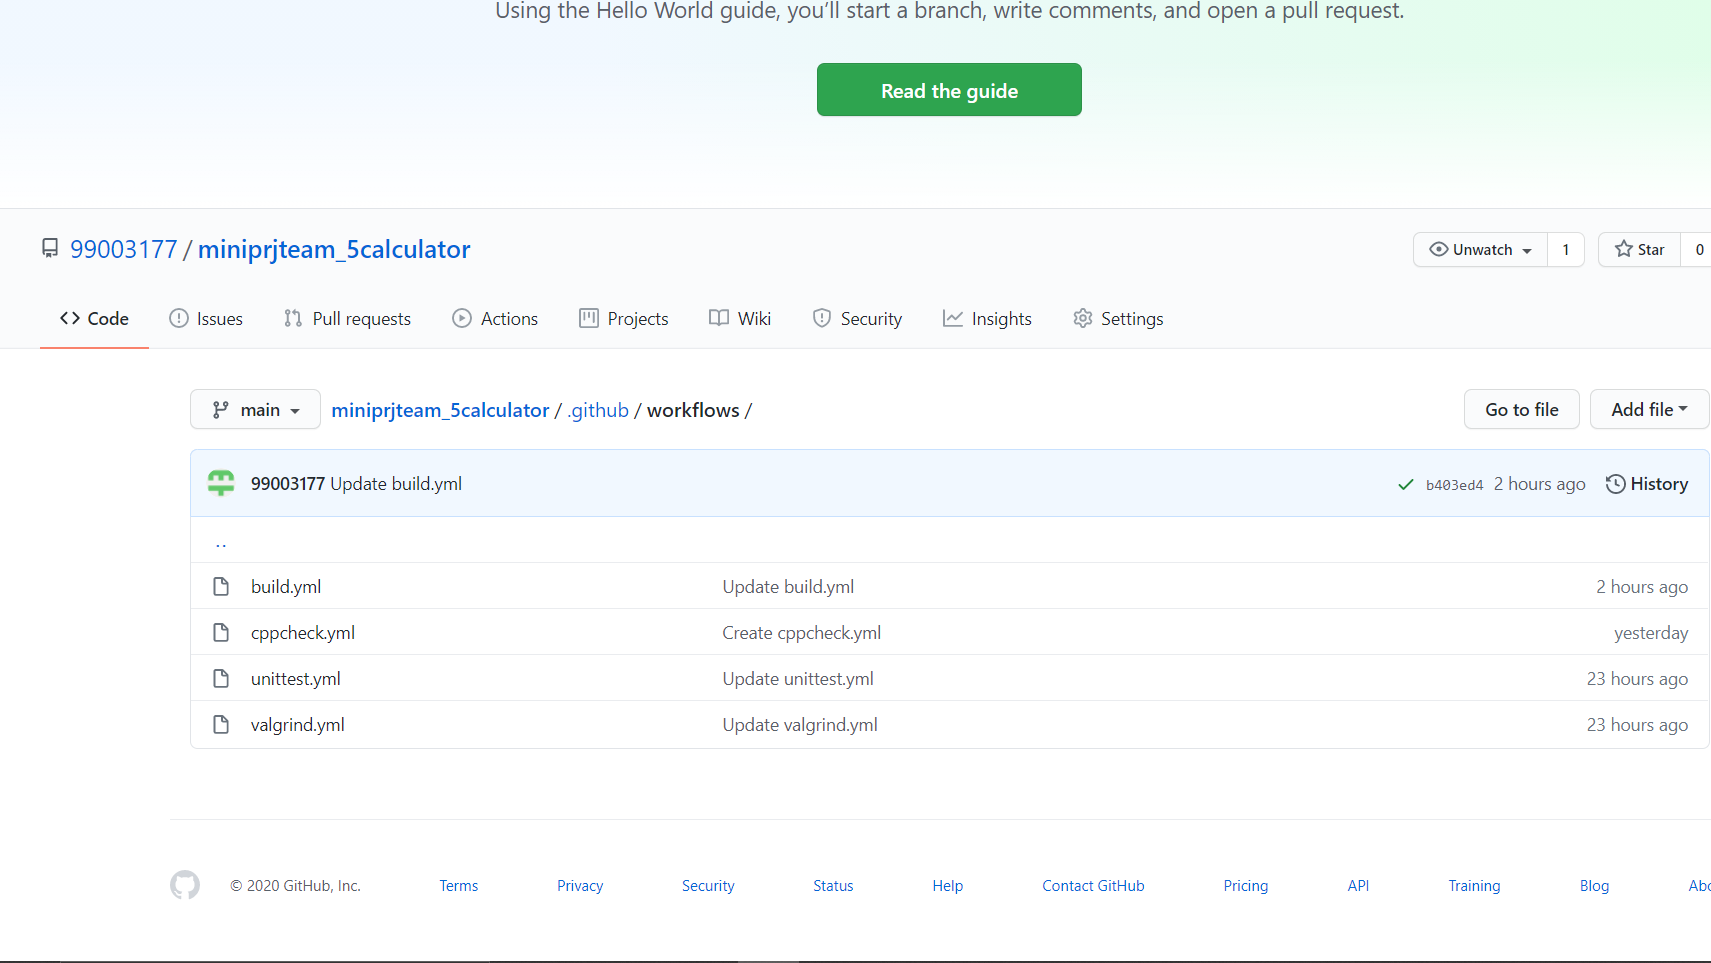 Using the Hello World guide, you’ll start a branch, write comments, and open a pull request.
Read the guide
99003177 / miniprjteam_5calculator
Unwatch 1 Star 0
Code Issues Pull requests Actions Projects Wiki Security Insights Settings
main miniprjteam_5calculator / .github / workflows / Go to file Add file
99003177 Update build.yml b403ed4 2 hours ago History
..
build.yml Update build.yml 2 hours ago
cppcheck.yml Create cppcheck.yml yesterday
unittest.yml Update unittest.yml 23 hours ago
valgrind.yml Update valgrind.yml 23 hours ago
© 2020 GitHub, Inc. Terms Privacy Security Status Help Contact GitHub Pricing API Training Blog